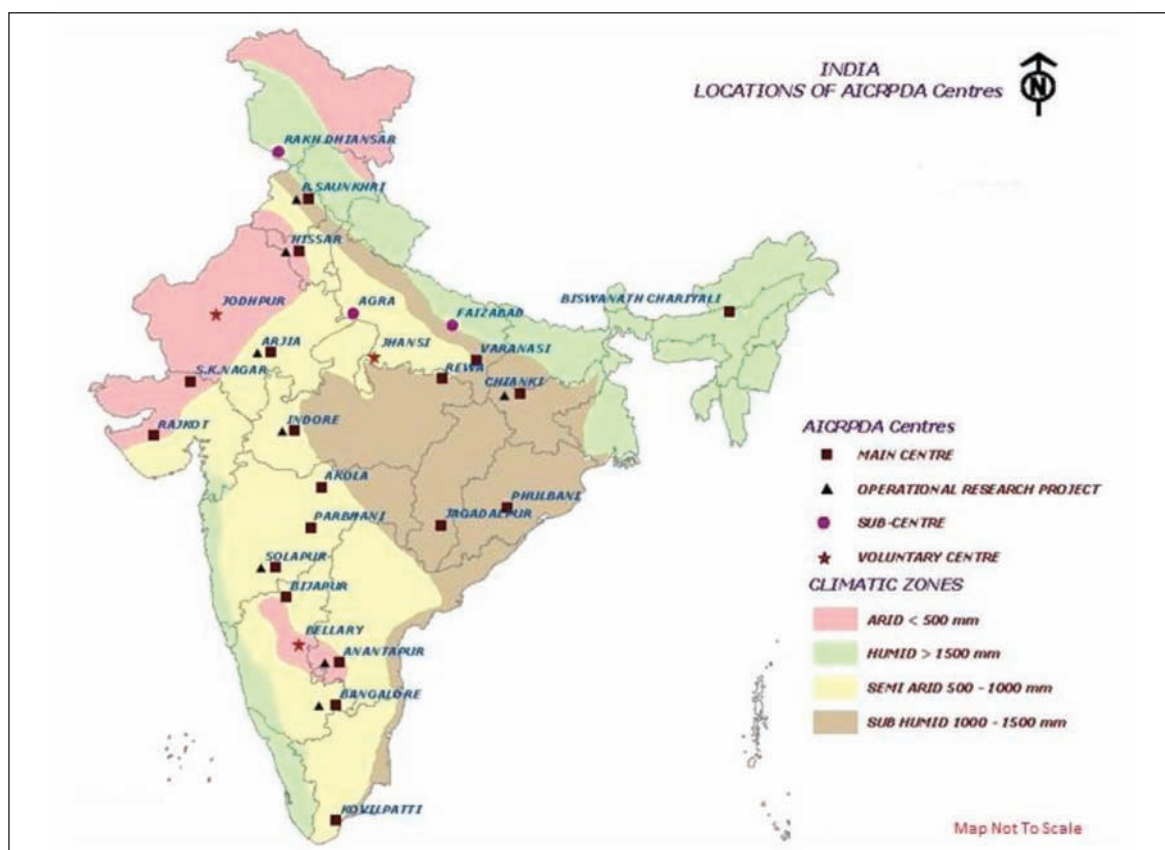 INDIA
LOCATIONS OF AICRPDA Centres
N
RAKH DHIANSAR
B.SAUNKHRI
HISSAR
JODHPUR
AGRA
FAIZABAD
BISWANATH CHARIYALI
ARJIA
JHANSI
VARANASI
S.K.NAGAR
REWA
CHIANKI
RAJKOT
INDORE
AKOLA
PHULBANI
PARBHANI
JAGADALPUR
SOLAPUR
BIJAPUR
BELLARY
ANANTAPUR
BANGALORE
KOVILPATTI
AICRPDA Centres
MAIN CENTRE
OPERATIONAL RESEARCH PROJECT
SUB-CENTRE
VOLUNTARY CENTRE
CLIMATIC ZONES
ARID < 500 mm
HUMID > 1500 mm
SEMI ARID 500 - 1000 mm
SUB HUMID 1000 - 1500 mm
Map Not To Scale